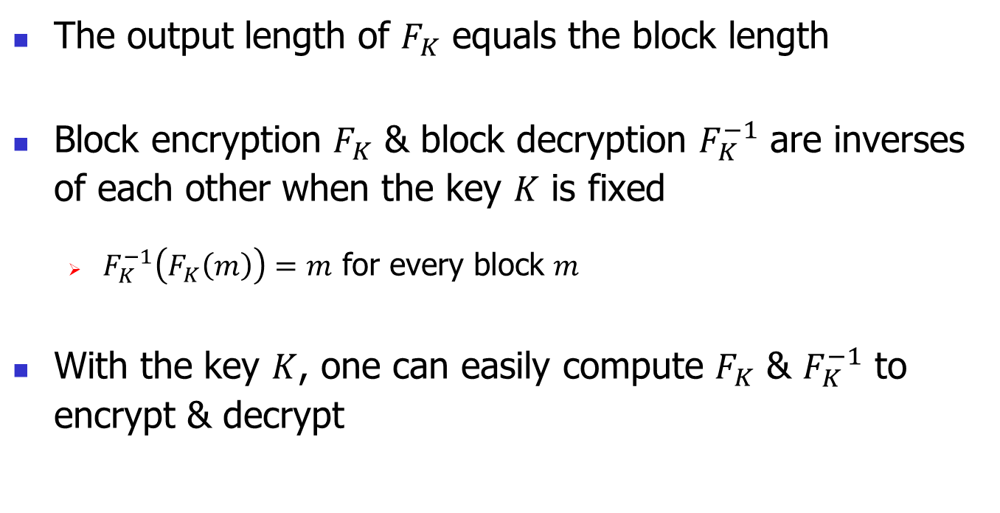 The output length of F_K equals the block length
Block encryption F_K & block decryption F_K^{-1} are inverses
of each other when the key K is fixed
F_K^{-1}(F_K(m)) = m for every block m
With the key K, one can easily compute F_K & F_K^{-1} to
encrypt & decrypt